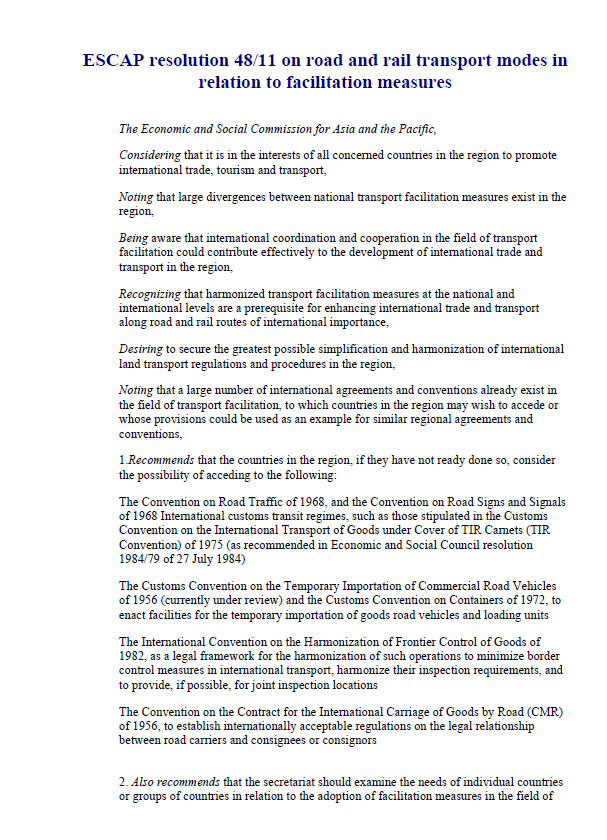 ESCAP resolution 48/11 on road and rail transport modes in
relation to facilitation measures
The Economic and Social Commission for Asia and the Pacific,
Considering that it is in the interests of all concerned countries in the region to promote
international trade, tourism and transport,
Noting that large divergences between national transport facilitation measures exist in the
region,
Being aware that international coordination and cooperation in the field of transport
facilitation could contribute effectively to the development of international trade and
transport in the region,
Recognizing that harmonized transport facilitation measures at the national and
international levels are a prerequisite for enhancing international trade and transport
along road and rail routes of international importance,
Desiring to secure the greatest possible simplification and harmonization of international
land transport regulations and procedures in the region,
Noting that a large number of international agreements and conventions already exist in
the field of transport facilitation, to which countries in the region may wish to accede or
whose provisions could be used as an example for similar regional agreements and
conventions,
1.Recommends that the countries in the region, if they have not ready done so, consider
the possibility of acceding to the following:
The Convention on Road Traffic of 1968, and the Convention on Road Signs and Signals
of 1968 International customs transit regimes, such as those stipulated in the Customs
Convention on the International Transport of Goods under Cover of TIR Carnets (TIR
Convention) of 1975 (as recommended in Economic and Social Council resolution
1984/79 of 27 July 1984)
The Customs Convention on the Temporary Importation of Commercial Road Vehicles
of 1956 (currently under review) and the Customs Convention on Containers of 1972, to
enact facilities for the temporary importation of goods road vehicles and loading units
The International Convention on the Harmonization of Frontier Control of Goods of
1982, as a legal framework for the harmonization of such operations to minimize border
control measures in international transport, harmonize their inspection requirements, and
to provide, if possible, for joint inspection locations
The Convention on the Contract for the International Carriage of Goods by Road (CMR)
of 1956, to establish internationally acceptable regulations on the legal relationship
between road carriers and consignees or consignors
2. Also recommends that the secretariat should examine the needs of individual countries
or groups of countries in relation to the adoption of facilitation measures in the field of